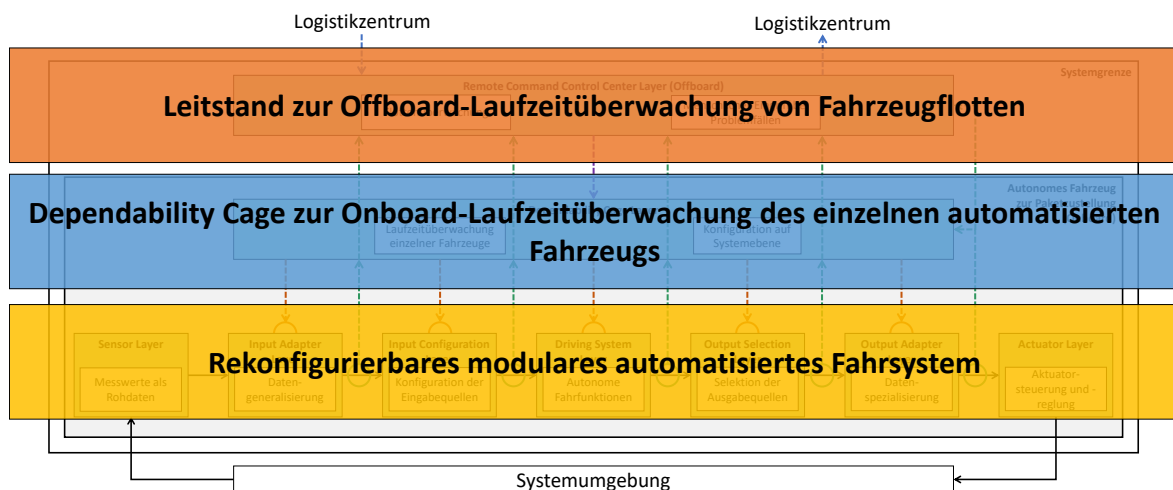 Logistikzentrum
Logistikzentrum
Systemgrenze
Remote Command Control Center Layer (Offboard)
Leitstand zur Offboard-Laufzeitüberwachung von Fahrzeugflotten
Problemfällen
Autonomes Fahrzeug
zur Paketzustellung
Dependability Cage zur Onboard-Laufzeitüberwachung des einzelnen automatisierten
Fahrzeugs
Laufzeitüberwachung
einzelner Fahrzeuge
Konfiguration auf
Systemebene
Sensor Layer
Input Adapter
Input Configuration
Driving System
Output Selection
Output Adapter
Actuator Layer
Rekonfigurierbares modulares automatisiertes Fahrsystem
Messwerte als
Rohdaten
Daten-
generalisierung
Konfiguration der
Eingabequellen
Autonome
Fahrfunktionen
Selektion der
Ausgabequellen
Daten-
spezialisierung
Aktuator-
steuerung und -
reglung
Systemumgebung